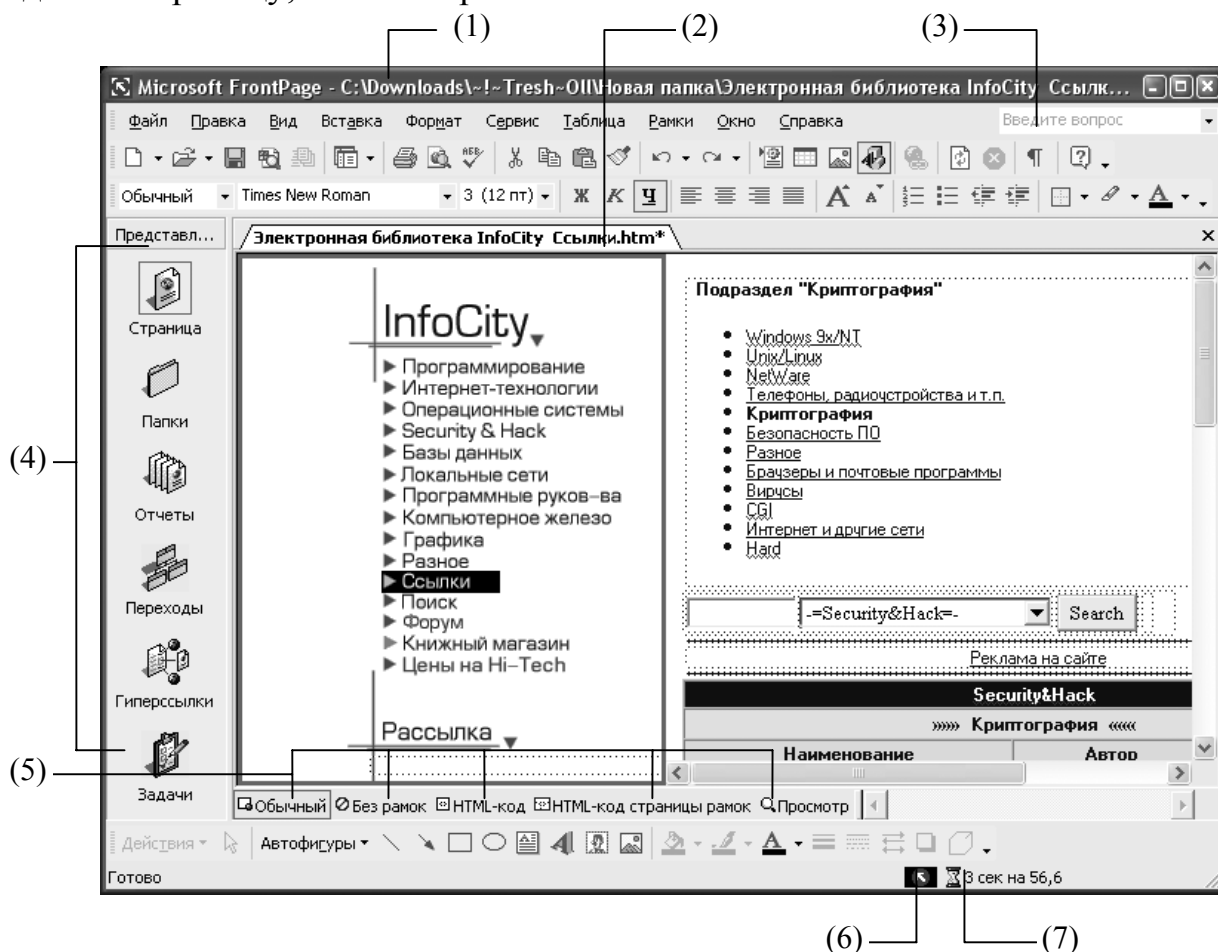 (1) (2) (3)
Microsoft FrontPage - C:\Downloads\~!~Tresh~Oll\Новая папка\Электронная библиотека InfoCity Ссылк...
Файл Правка Вид Вставка Формат Сервис Таблица Рамки Окно Справка Введите вопрос
Обычный Times New Roman 3 (12 пт) Ж К Ч
Представл...
Электронная библиотека InfoCity Ссылки.htm*
(4)
Страница
Папки
Отчеты
Переходы
Гиперссылки
Задачи
InfoCity
Программирование
Интернет-технологии
Операционные системы
Security & Hack
Базы данных
Локальные сети
Программные руков-ва
Компьютерное железо
Графика
Разное
Ссылки
Поиск
Форум
Книжный магазин
Цены на Hi-Tech
Рассылка
Подраздел "Криптография"
Windows 9x/NT
Unix/Linux
NetWare
Телефоны, радиоустройства и т.п.
Криптография
Безопасность ПО
Разное
Браузеры и почтовые программы
Вирусы
CGI
Интернет и другие сети
Hard
-=Security&Hack=- Search
Реклама на сайте
Security&Hack
»»» Криптография «««
Наименование Автор
(5)
Обычный Без рамок HTML-код HTML-код страницы рамок Просмотр
Действия Автофигуры
Готово 3 сек на 56,6
(6) (7)